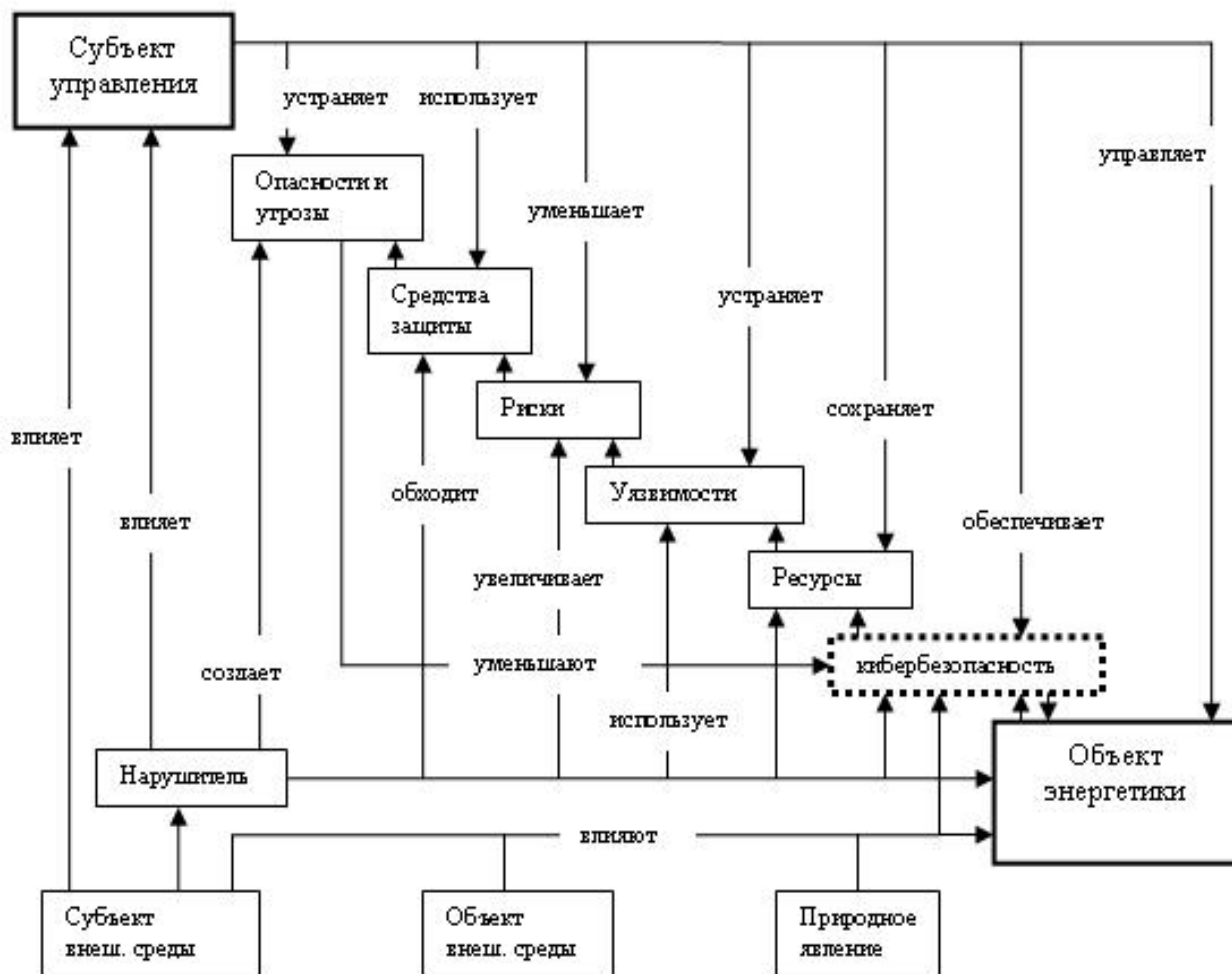 Субъект
управления
устраняет
использует
управляет
Опасности и
угрозы
уменьшает
Средства
защиты
устраняет
Риски
сохраняет
влияет
обходит
Уязвимости
влияет
обеспечивает
увеличивает
Ресурсы
создает
уменьшают
кибербезопасность
использует
Нарушитель
Объект
энергетики
влияют
Субъект
внеш. среды
Объект
внеш. среды
Природное
явление